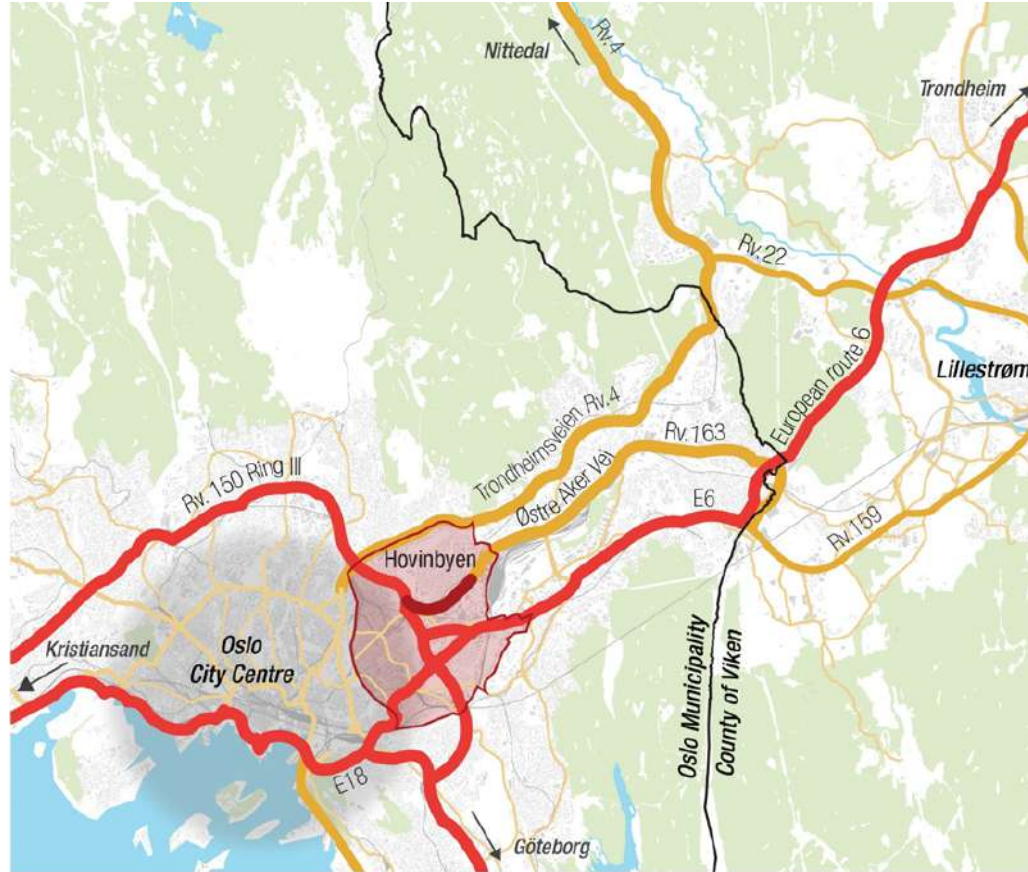 Rv.4
Nittedal
Trondheim
Rv.22
European route 6
Lillestrøm
Trondheimsveien Rv.4
Rv.163
Østre Aker Vei
Rv. 150 Ring III
E6
Rv.159
Hovinbyen
Oslo
City Centre
Kristiansand
Oslo Municipality
County of Viken
E18
Göteborg